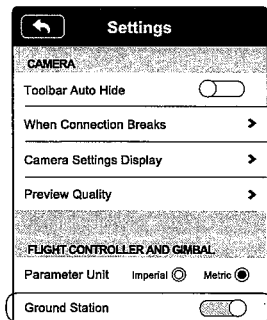 Settings
CAMERA
Toolbar Auto Hide
When Connection Breaks >
Camera Settings Display >
Preview Quality >
FLIGHT CONTROLLER AND GIMBAL
Parameter Unit Imperial Metric
Ground Station